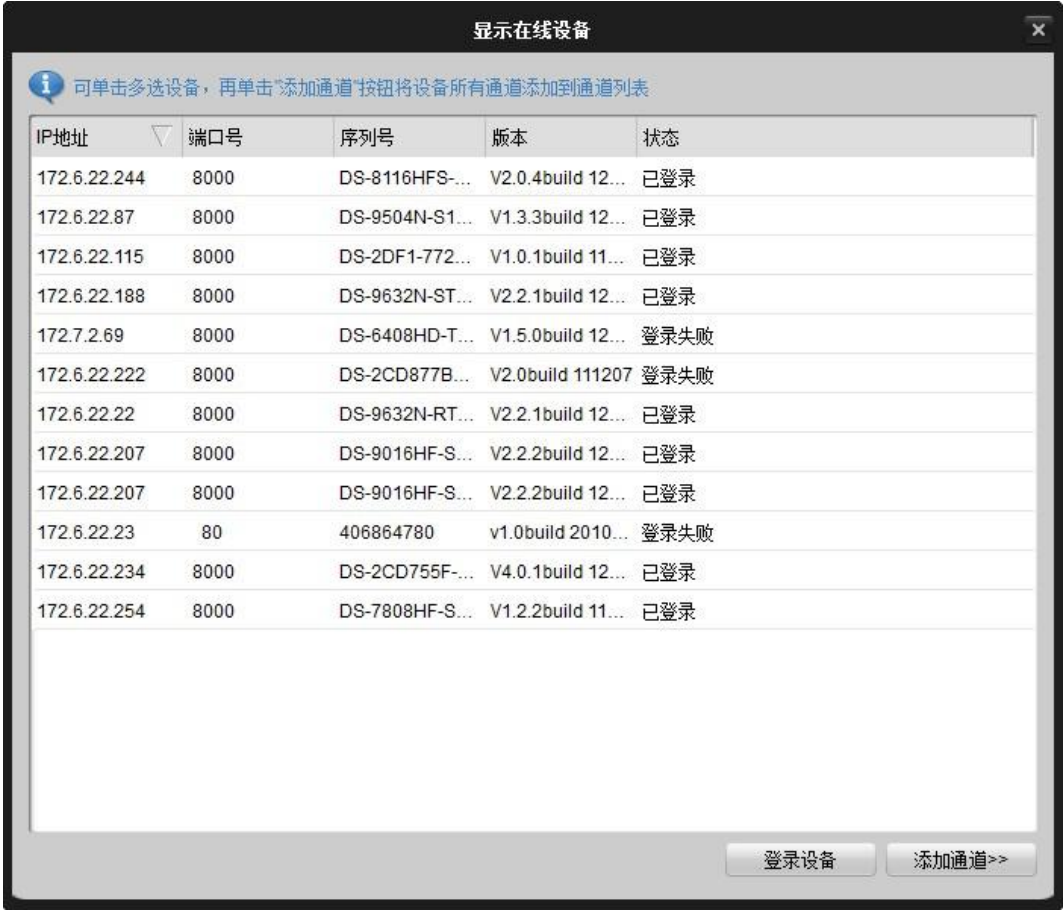 显示在线设备
可单击多选设备，再单击"添加通道"按钮将设备所有通道添加到通道列表
IP地址 端口号 序列号 版本 状态
172.6.22.244 8000 DS-8116HFS-... V2.0.4build 12... 已登录
172.6.22.87 8000 DS-9504N-S1... V1.3.3build 12... 已登录
172.6.22.115 8000 DS-2DF1-772... V1.0.1build 11... 已登录
172.6.22.188 8000 DS-9632N-ST... V2.2.1build 12... 已登录
172.7.2.69 8000 DS-6408HD-T... V1.5.0build 12... 登录失败
172.6.22.222 8000 DS-2CD877B... V2.0build 111207 登录失败
172.6.22.22 8000 DS-9632N-RT... V2.2.1build 12... 已登录
172.6.22.207 8000 DS-9016HF-S... V2.2.2build 12... 已登录
172.6.22.207 8000 DS-9016HF-S... V2.2.2build 12... 已登录
172.6.22.23 80 406864780 v1.0build 2010... 登录失败
172.6.22.234 8000 DS-2CD755F-... V4.0.1build 12... 已登录
172.6.22.254 8000 DS-7808HF-S... V1.2.2build 11... 已登录
登录设备 添加通道>>